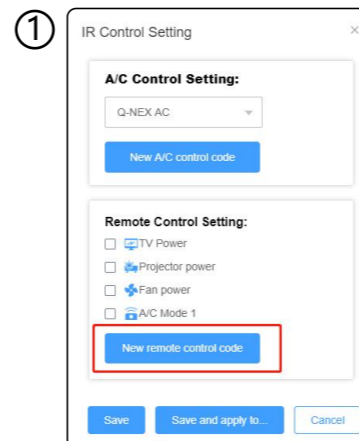 ①
IR Control Setting ×
A/C Control Setting:
Q-NEX AC
New A/C control code
Remote Control Setting:
TV Power
Projector power
Fan power
A/C Mode 1
New remote control code
Save Save and apply to... Cancel